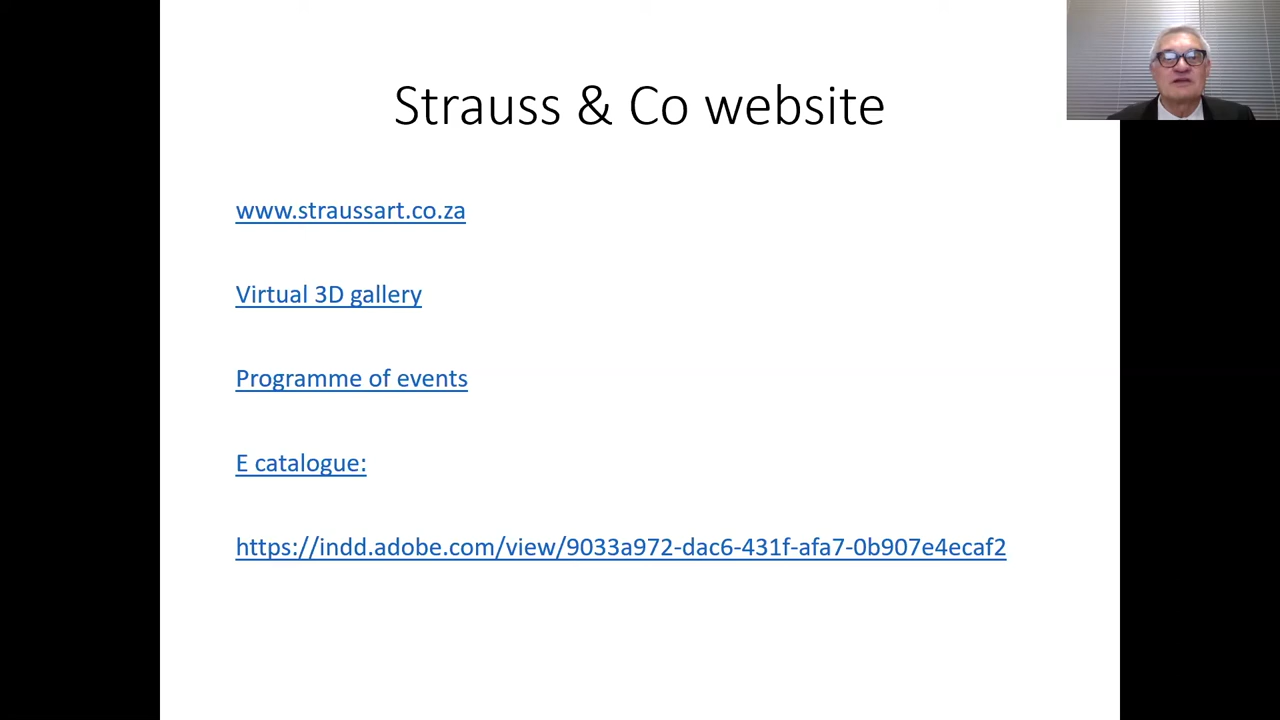 Strauss & Co website
www.straussart.co.za
Virtual 3D gallery
Programme of events
E catalogue:
https://indd.adobe.com/view/9033a972-dac6-431f-afa7-0b907e4ecaf2